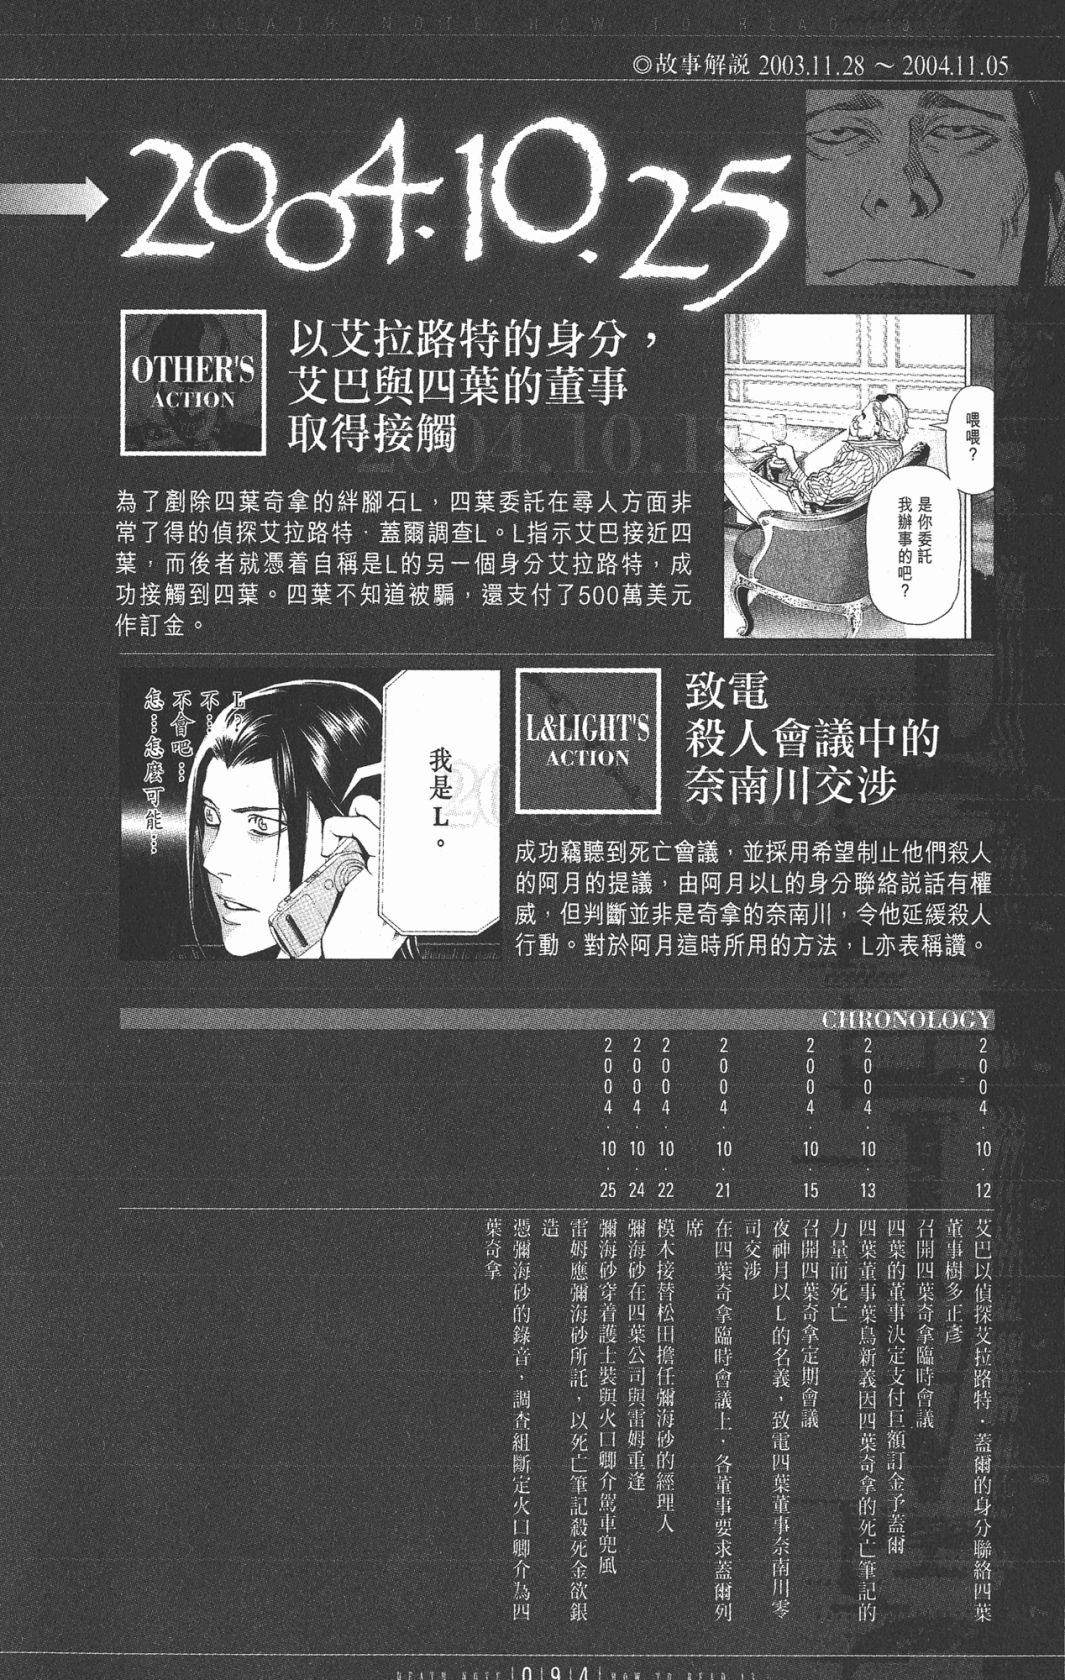 DEATH NOTE HOW TO READ 13
◎故事解說 2003.11.28 ～ 2004.11.05
2004.10.25
OTHER'S
ACTION
以艾拉路特的身分，
艾巴與四葉的董事
取得接觸
喂喂？
是你委託
我辦事的吧？
為了剷除四葉奇拿的絆腳石L，四葉委託在尋人方面非
常了得的偵探艾拉路特．蓋爾調查L。L指示艾巴接近四
葉，而後者就憑着自稱是L的另一個身分艾拉路特，成
功接觸到四葉。四葉不知道被騙，還支付了500萬美元
作訂金。
我是L。
L？
不…
不會吧…
怎…怎麼可能…
L&LIGHT'S
ACTION
致電
殺人會議中的
奈南川交涉
成功竊聽到死亡會議，並採用希望制止他們殺人
的阿月的提議，由阿月以L的身分聯絡說話有權
威，但判斷並非是奇拿的奈南川，令他延緩殺人
行動。對於阿月這時所用的方法，L亦表稱讚。
CHRONOLOGY
2004．10．12
艾巴以偵探艾拉路特．蓋爾的身分聯絡四葉
董事樹多正彥
召開四葉奇拿臨時會議
四葉的董事決定支付巨額訂金予蓋爾
2004．10．13
四葉董事葉鳥新義因四葉奇拿的死亡筆記的
力量而死亡
2004．10．15
召開四葉奇拿定期會議
夜神月以L的名義，致電四葉董事奈南川零
司交涉
2004．10．21
在四葉奇拿臨時會議上，各董事要求蓋爾列
席
2004．10．22
模木接替松田擔任彌海砂的經理人
2004．10．24
彌海砂在四葉公司與雷姆重逢
2004．10．25
彌海砂穿着護士裝與火口卿介駕車兜風
雷姆應彌海砂所託，以死亡筆記殺死金欲銀
造
憑彌海砂的錄音，調查組斷定火口卿介為四
葉奇拿
DEATH NOTE | 0 | 9 | 4 | HOW TO READ 13